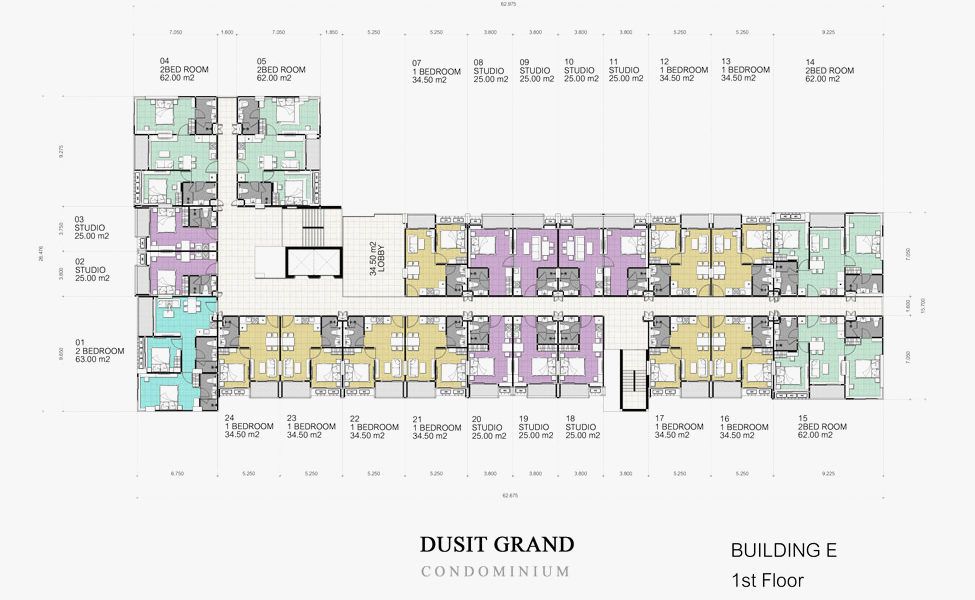 62.875
7.050 1.600 7.050 1.850 5.250 5.250 3.800 3.800 3.800 3.800 5.250 5.250 9.225
04
2BED ROOM
62.00 m2
05
2BED ROOM
62.00 m2
07
1 BEDROOM
34.50 m2
08
STUDIO
25.00 m2
09
STUDIO
25.00 m2
10
STUDIO
25.00 m2
11
STUDIO
25.00 m2
12
1 BEDROOM
34.50 m2
13
1 BEDROOM
34.50 m2
14
2BED ROOM
62.00 m2
9.275
03
STUDIO
25.00 m2
3.750
26.476
02
STUDIO
25.00 m2
3.800
34.50 m2
LOBBY
7.050
1.600
15.700
01
2 BEDROOM
63.00 m2
9.650
7.050
24
1 BEDROOM
34.50 m2
23
1 BEDROOM
34.50 m2
22
1 BEDROOM
34.50 m2
21
1 BEDROOM
34.50 m2
20
STUDIO
25.00 m2
19
STUDIO
25.00 m2
18
STUDIO
25.00 m2
17
1 BEDROOM
34.50 m2
16
1 BEDROOM
34.50 m2
15
2BED ROOM
62.00 m2
6.750 5.250 5.250 5.250 5.250 3.800 3.800 3.800 3.800 5.250 5.250 9.225
62.675
DUSIT GRAND
CONDOMINIUM
BUILDING E
1st Floor